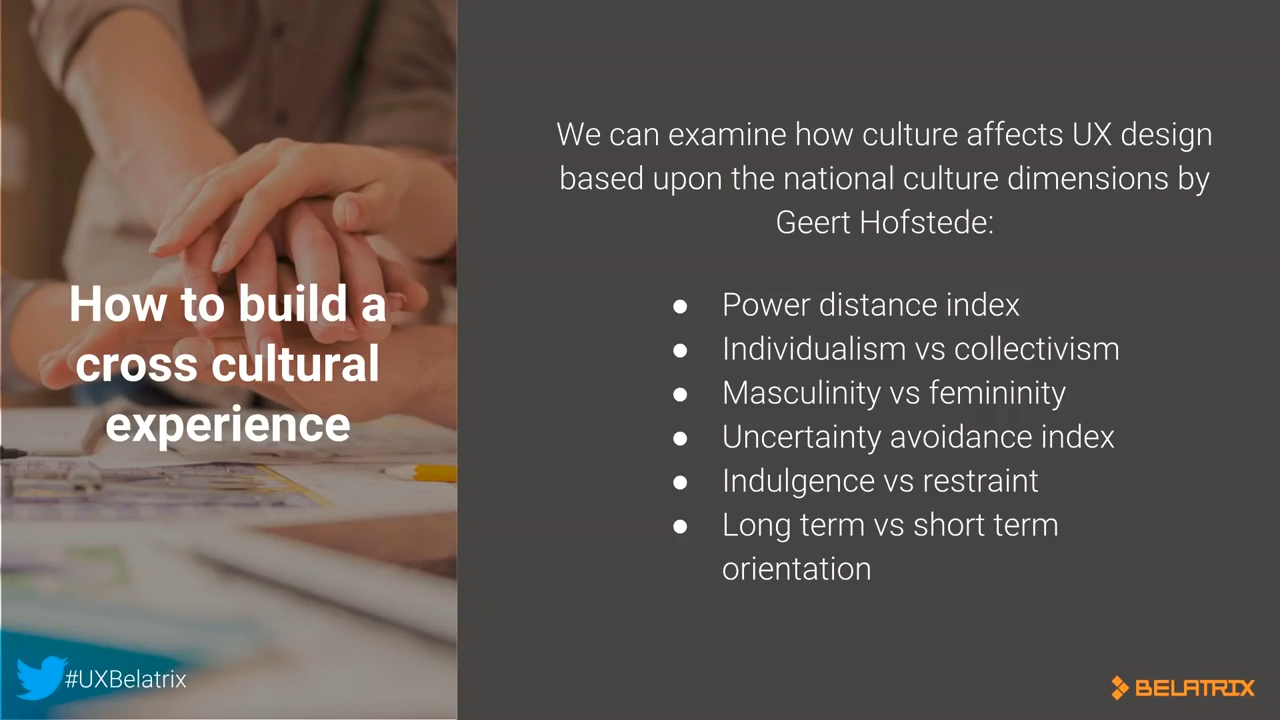 How to build a
cross cultural
experience
#UXBelatrix
We can examine how culture affects UX design
based upon the national culture dimensions by
Geert Hofstede:
● Power distance index
● Individualism vs collectivism
● Masculinity vs femininity
● Uncertainty avoidance index
● Indulgence vs restraint
● Long term vs short term
orientation
BELATRIX